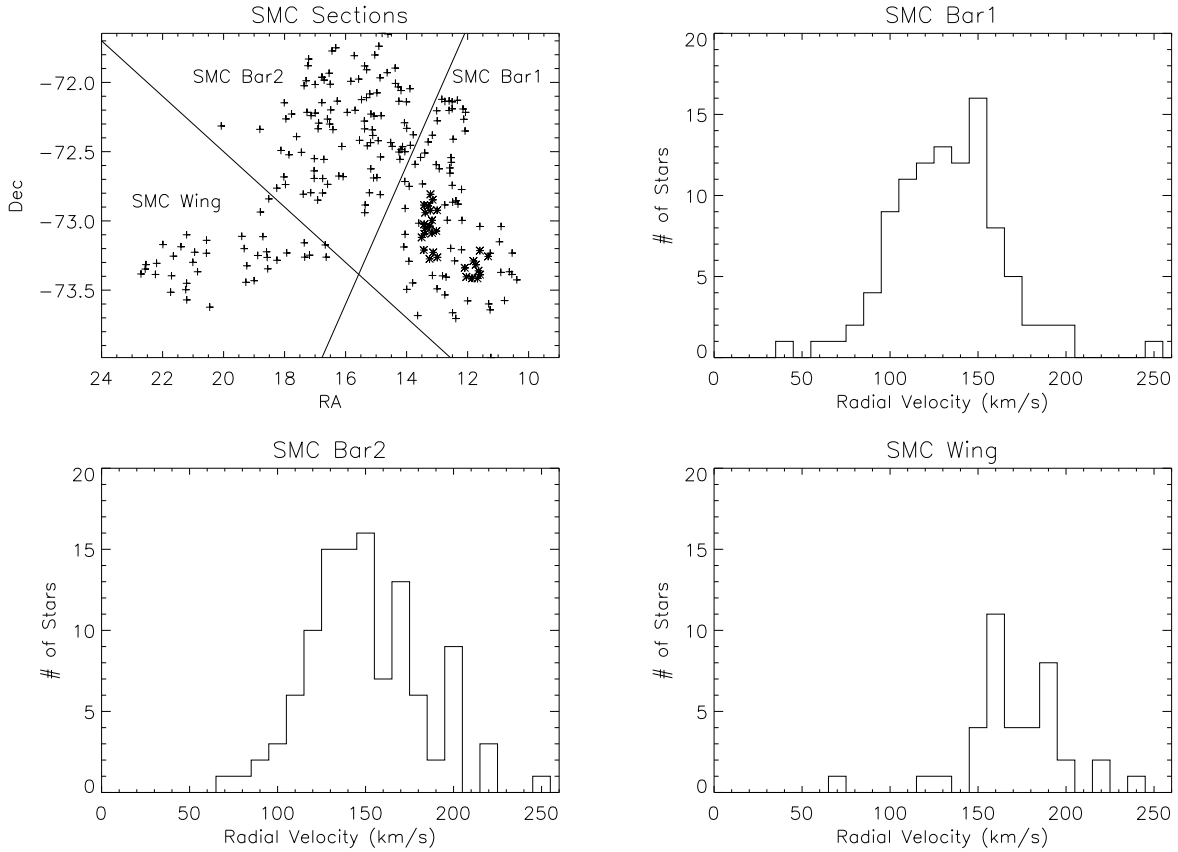 SMC Sections
SMC Bar2
SMC Bar1
SMC Wing
Dec
−72.0
−72.5
−73.0
−73.5
24 22 20 18 16 14 12 10
RA
SMC Bar1
# of Stars
20
15
10
5
0
0 50 100 150 200 250
Radial Velocity (km/s)
SMC Bar2
# of Stars
20
15
10
5
0
0 50 100 150 200 250
Radial Velocity (km/s)
SMC Wing
# of Stars
20
15
10
5
0
0 50 100 150 200 250
Radial Velocity (km/s)